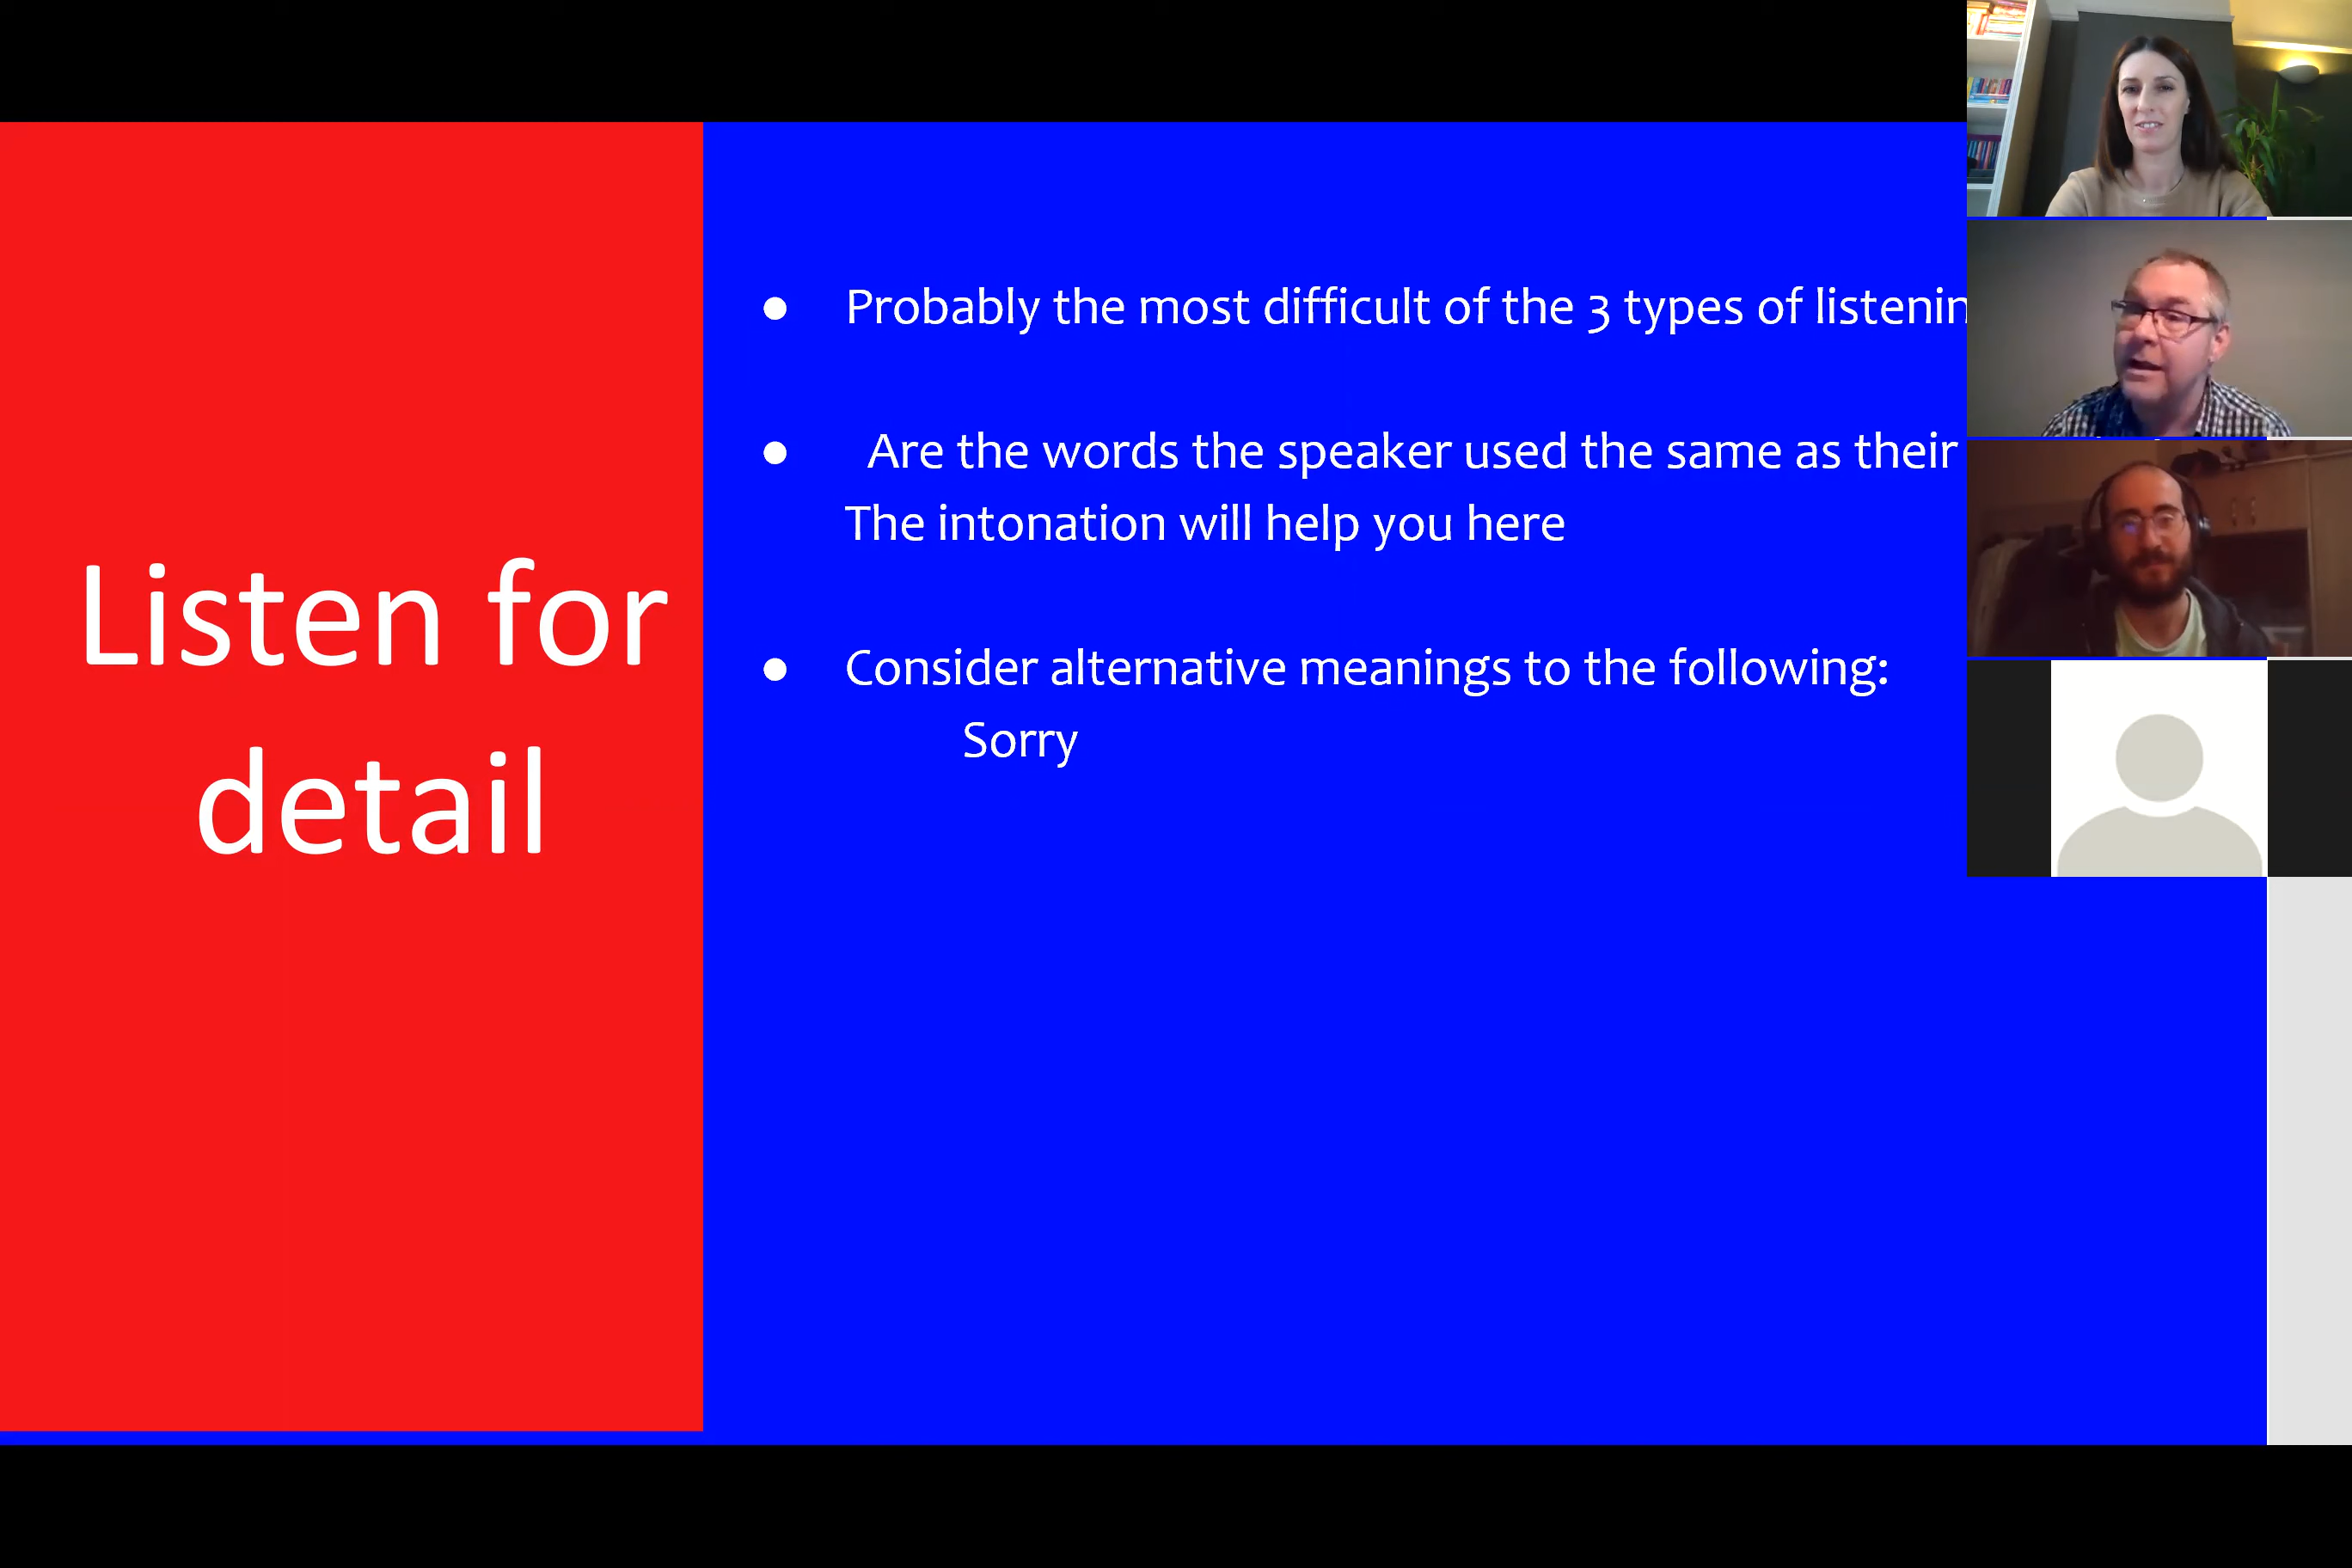 Listen for
detail
● Probably the most difficult of the 3 types of listenin
● Are the words the speaker used the same as their
The intonation will help you here
● Consider alternative meanings to the following:
Sorry